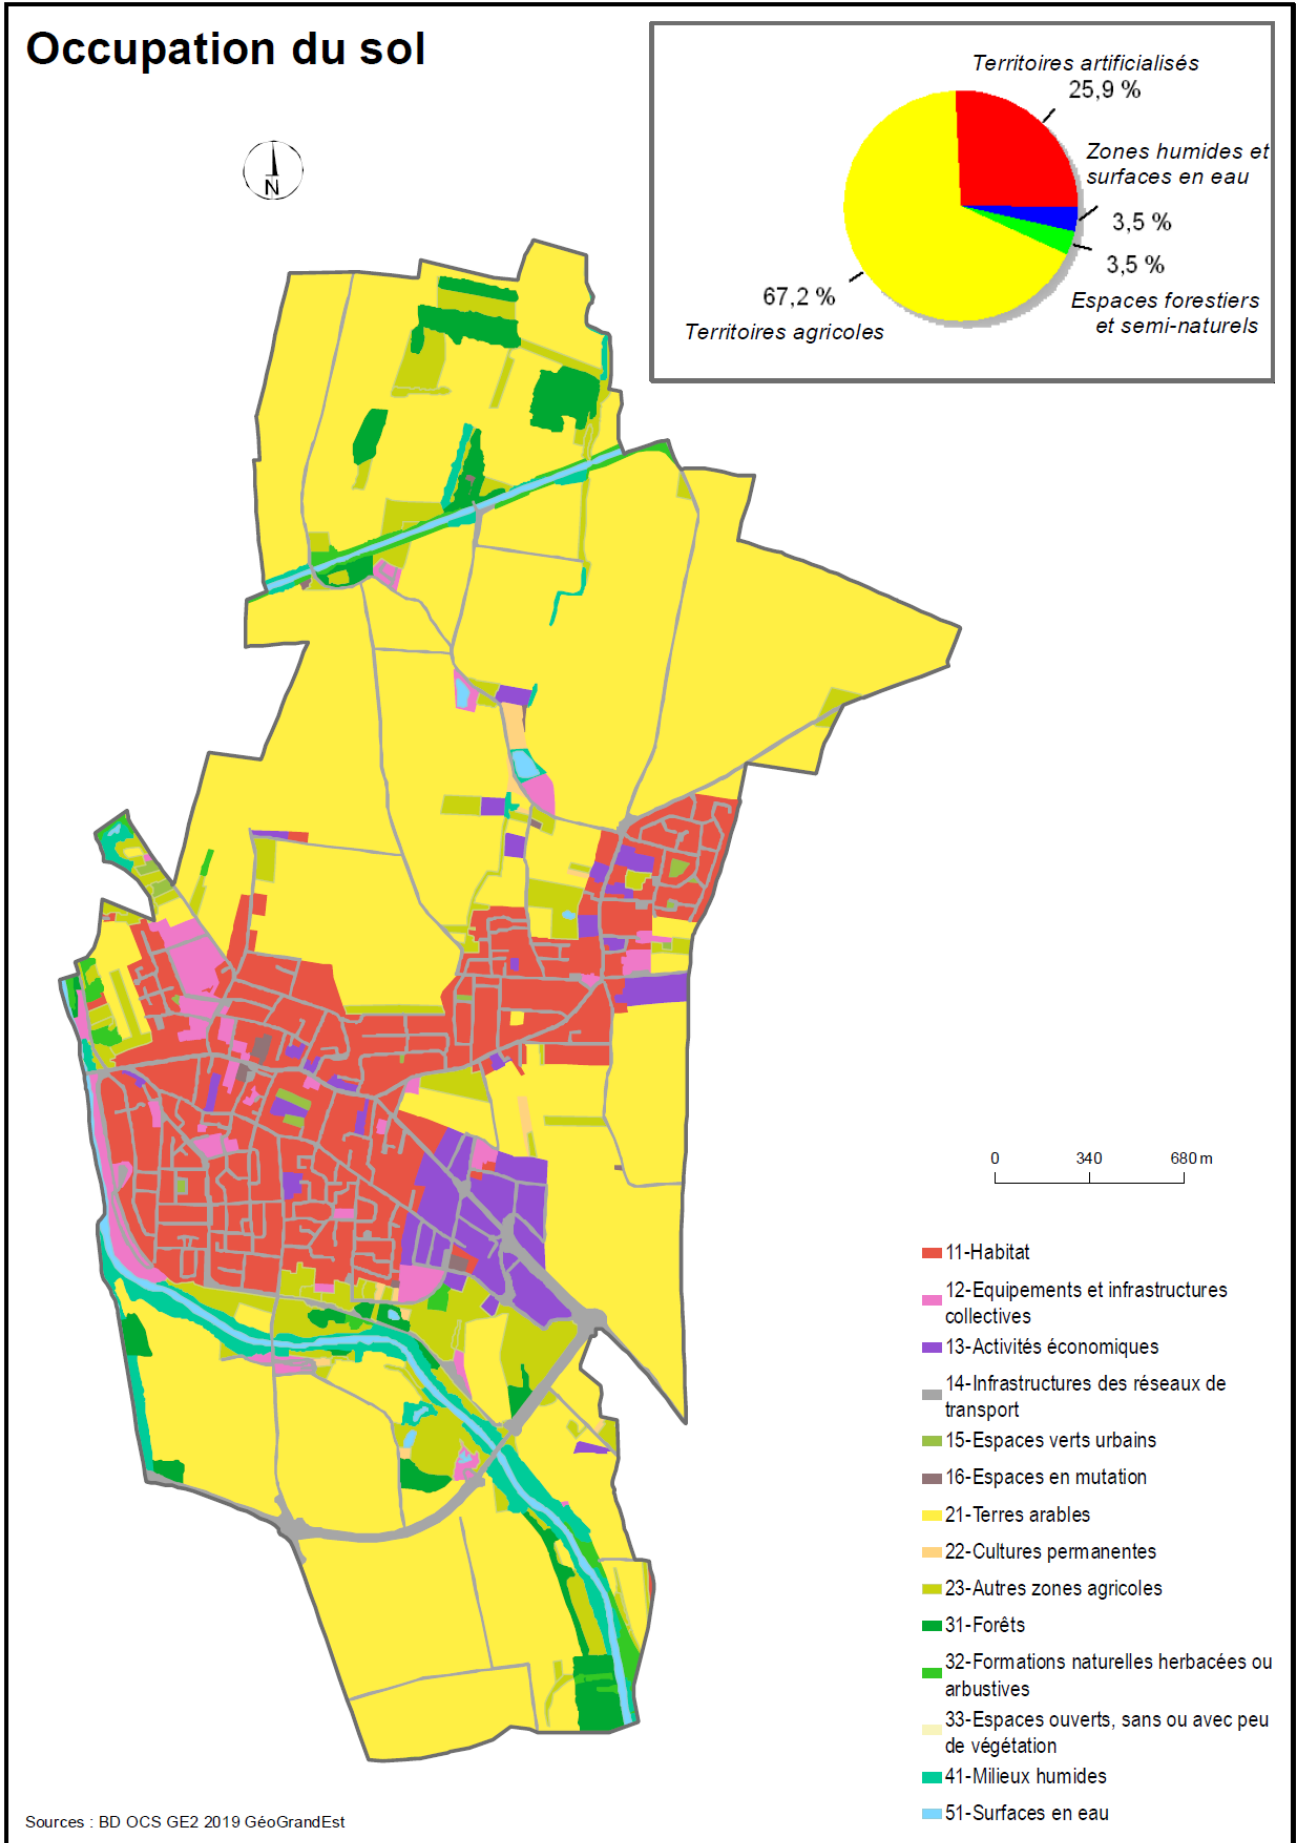 Occupation du sol
N
Territoires artificialisés
25,9 %
Zones humides et
surfaces en eau
3,5 %
3,5 %
Espaces forestiers
et semi-naturels
67,2 %
Territoires agricoles
0 340 680 m
11-Habitat
12-Equipements et infrastructures
collectives
13-Activités économiques
14-Infrastructures des réseaux de
transport
15-Espaces verts urbains
16-Espaces en mutation
21-Terres arables
22-Cultures permanentes
23-Autres zones agricoles
31-Forêts
32-Formations naturelles herbacées ou
arbustives
33-Espaces ouverts, sans ou avec peu
de végétation
41-Milieux humides
51-Surfaces en eau
Sources : BD OCS GE2 2019 GéoGrandEst